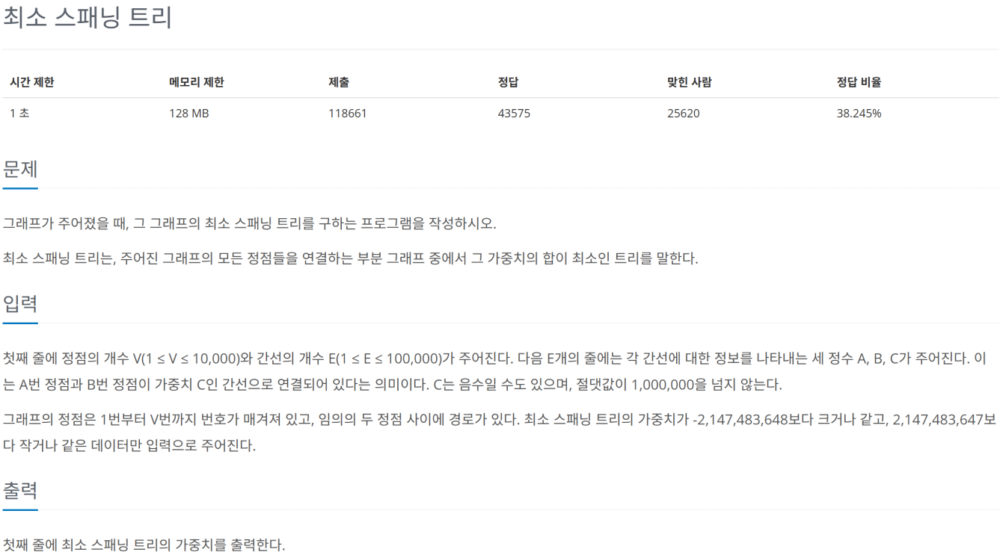 최소 스패닝 트리
시간 제한 메모리 제한 제출 정답 맞힌 사람 정답 비율
1 초 128 MB 118661 43575 25620 38.245%
문제
그래프가 주어졌을 때, 그 그래프의 최소 스패닝 트리를 구하는 프로그램을 작성하시오.
최소 스패닝 트리는, 주어진 그래프의 모든 정점들을 연결하는 부분 그래프 중에서 그 가중치의 합이 최소인 트리를 말한다.
입력
첫째 줄에 정점의 개수 V(1 ≤ V ≤ 10,000)와 간선의 개수 E(1 ≤ E ≤ 100,000)가 주어진다. 다음 E개의 줄에는 각 간선에 대한 정보를 나타내는 세 정수 A, B, C가 주어진다. 이
는 A번 정점과 B번 정점이 가중치 C인 간선으로 연결되어 있다는 의미이다. C는 음수일 수도 있으며, 절댓값이 1,000,000을 넘지 않는다.
그래프의 정점은 1번부터 V번까지 번호가 매겨져 있고, 임의의 두 정점 사이에 경로가 있다. 최소 스패닝 트리의 가중치가 -2,147,483,648보다 크거나 같고, 2,147,483,647보
다 작거나 같은 데이터만 입력으로 주어진다.
출력
첫째 줄에 최소 스패닝 트리의 가중치를 출력한다.